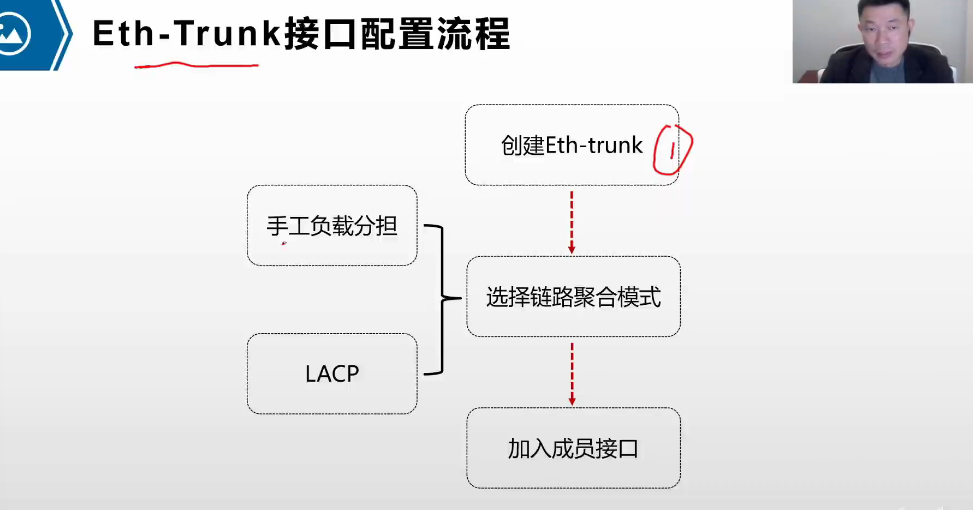 Eth-Trunk接口配置流程
创建Eth-trunk 1
手工负载分担
选择链路聚合模式
LACP
加入成员接口